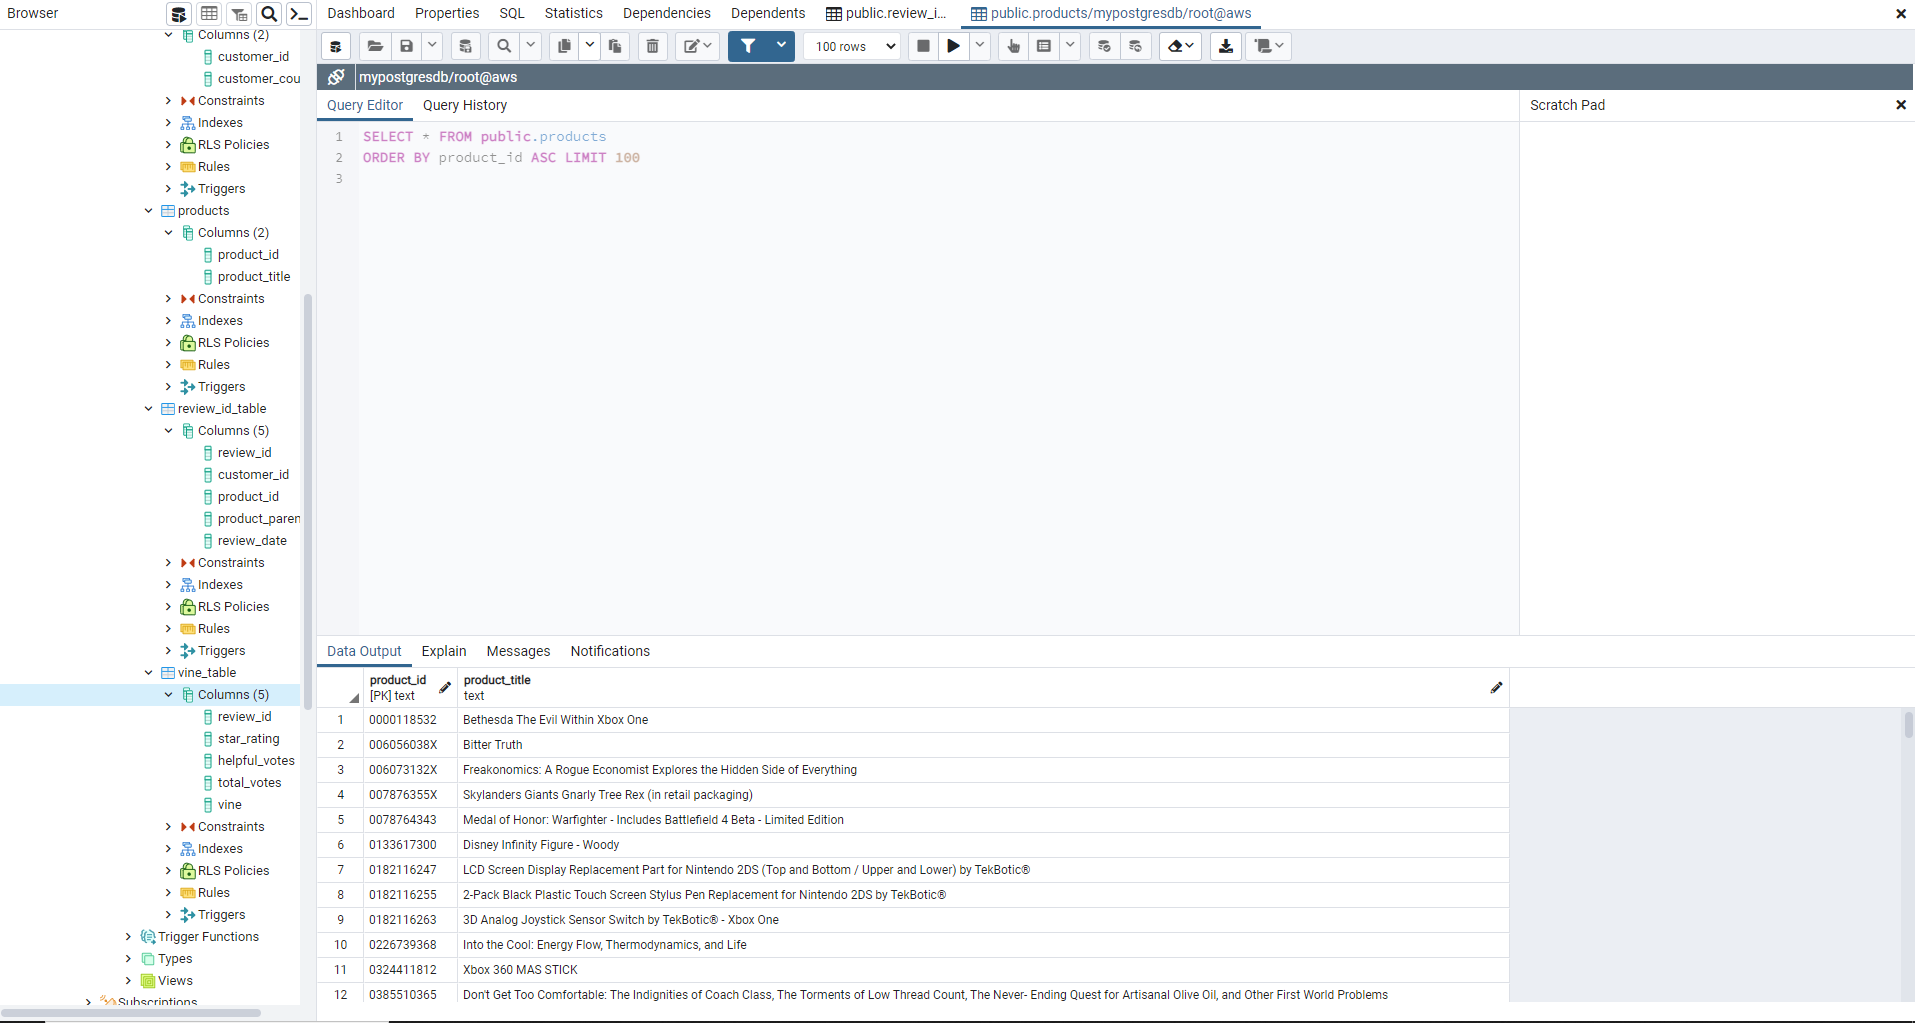 Browser
Columns (2)
customer_id
customer_cou
Constraints
Indexes
RLS Policies
Rules
Triggers
products
Columns (2)
product_id
product_title
Constraints
Indexes
RLS Policies
Rules
Triggers
review_id_table
Columns (5)
review_id
customer_id
product_id
product_paren
review_date
Constraints
Indexes
RLS Policies
Rules
Triggers
vine_table
Columns (5)
review_id
star_rating
helpful_votes
total_votes
vine
Constraints
Indexes
RLS Policies
Rules
Triggers
Trigger Functions
Types
Views
Subscriptions
Dashboard Properties SQL Statistics Dependencies Dependents public.review_i... public.products/mypostgresdb/root@aws
100 rows
mypostgresdb/root@aws
Query Editor Query History
1 SELECT * FROM public.products
2 ORDER BY product_id ASC LIMIT 100
3
Scratch Pad
Data Output Explain Messages Notifications
product_id product_title
[PK] text text
1 0000118532 Bethesda The Evil Within Xbox One
2 006056038X Bitter Truth
3 006073132X Freakonomics: A Rogue Economist Explores the Hidden Side of Everything
4 007876355X Skylanders Giants Gnarly Tree Rex (in retail packaging)
5 0078764343 Medal of Honor: Warfighter - Includes Battlefield 4 Beta - Limited Edition
6 0133617300 Disney Infinity Figure - Woody
7 0182116247 LCD Screen Display Replacement Part for Nintendo 2DS (Top and Bottom / Upper and Lower) by TekBotic®
8 0182116255 2-Pack Black Plastic Touch Screen Stylus Pen Replacement for Nintendo 2DS by TekBotic®
9 0182116263 3D Analog Joystick Sensor Switch by TekBotic® - Xbox One
10 0226739368 Into the Cool: Energy Flow, Thermodynamics, and Life
11 0324411812 Xbox 360 MAS STICK
12 0385510365 Don't Get Too Comfortable: The Indignities of Coach Class, The Torments of Low Thread Count, The Never- Ending Quest for Artisanal Olive Oil, and Other First World Problems